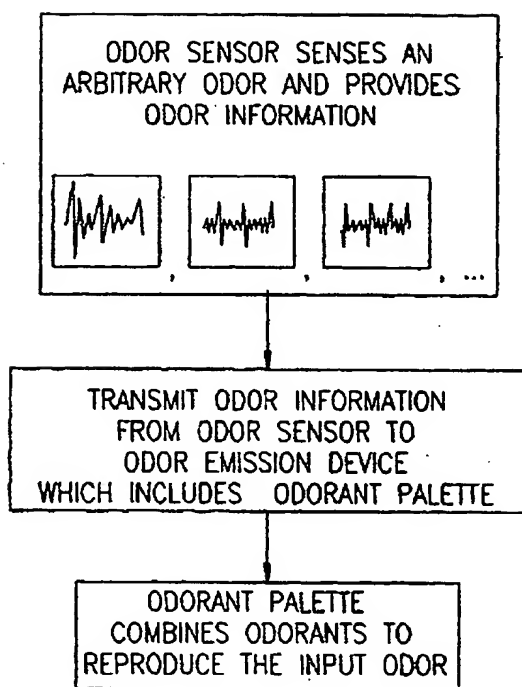 ODOR SENSOR SENSES AN
ARBITRARY ODOR AND PROVIDES
ODOR INFORMATION
, , , ...
TRANSMIT ODOR INFORMATION
FROM ODOR SENSOR TO
ODOR EMISSION DEVICE
WHICH INCLUDES ODORANT PALETTE
ODORANT PALETTE
COMBINES ODORANTS TO
REPRODUCE THE INPUT ODOR